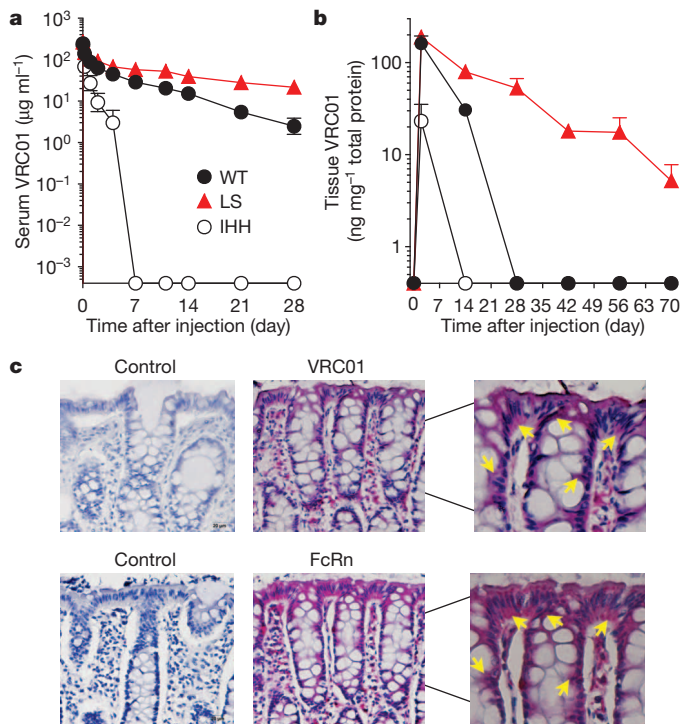 a
Serum VRC01 (µg ml⁻¹)
10³
10²
10¹
10⁰
10⁻¹
10⁻²
10⁻³
WT
LS
IHH
0 7 14 21 28
Time after injection (day)
b
Tissue VRC01
(ng mg⁻¹ total protein)
100
10
1
0 7 14 21 28 35 42 49 56 63 70
Time after injection (day)
c
Control
VRC01
20 µm
Control
FcRn